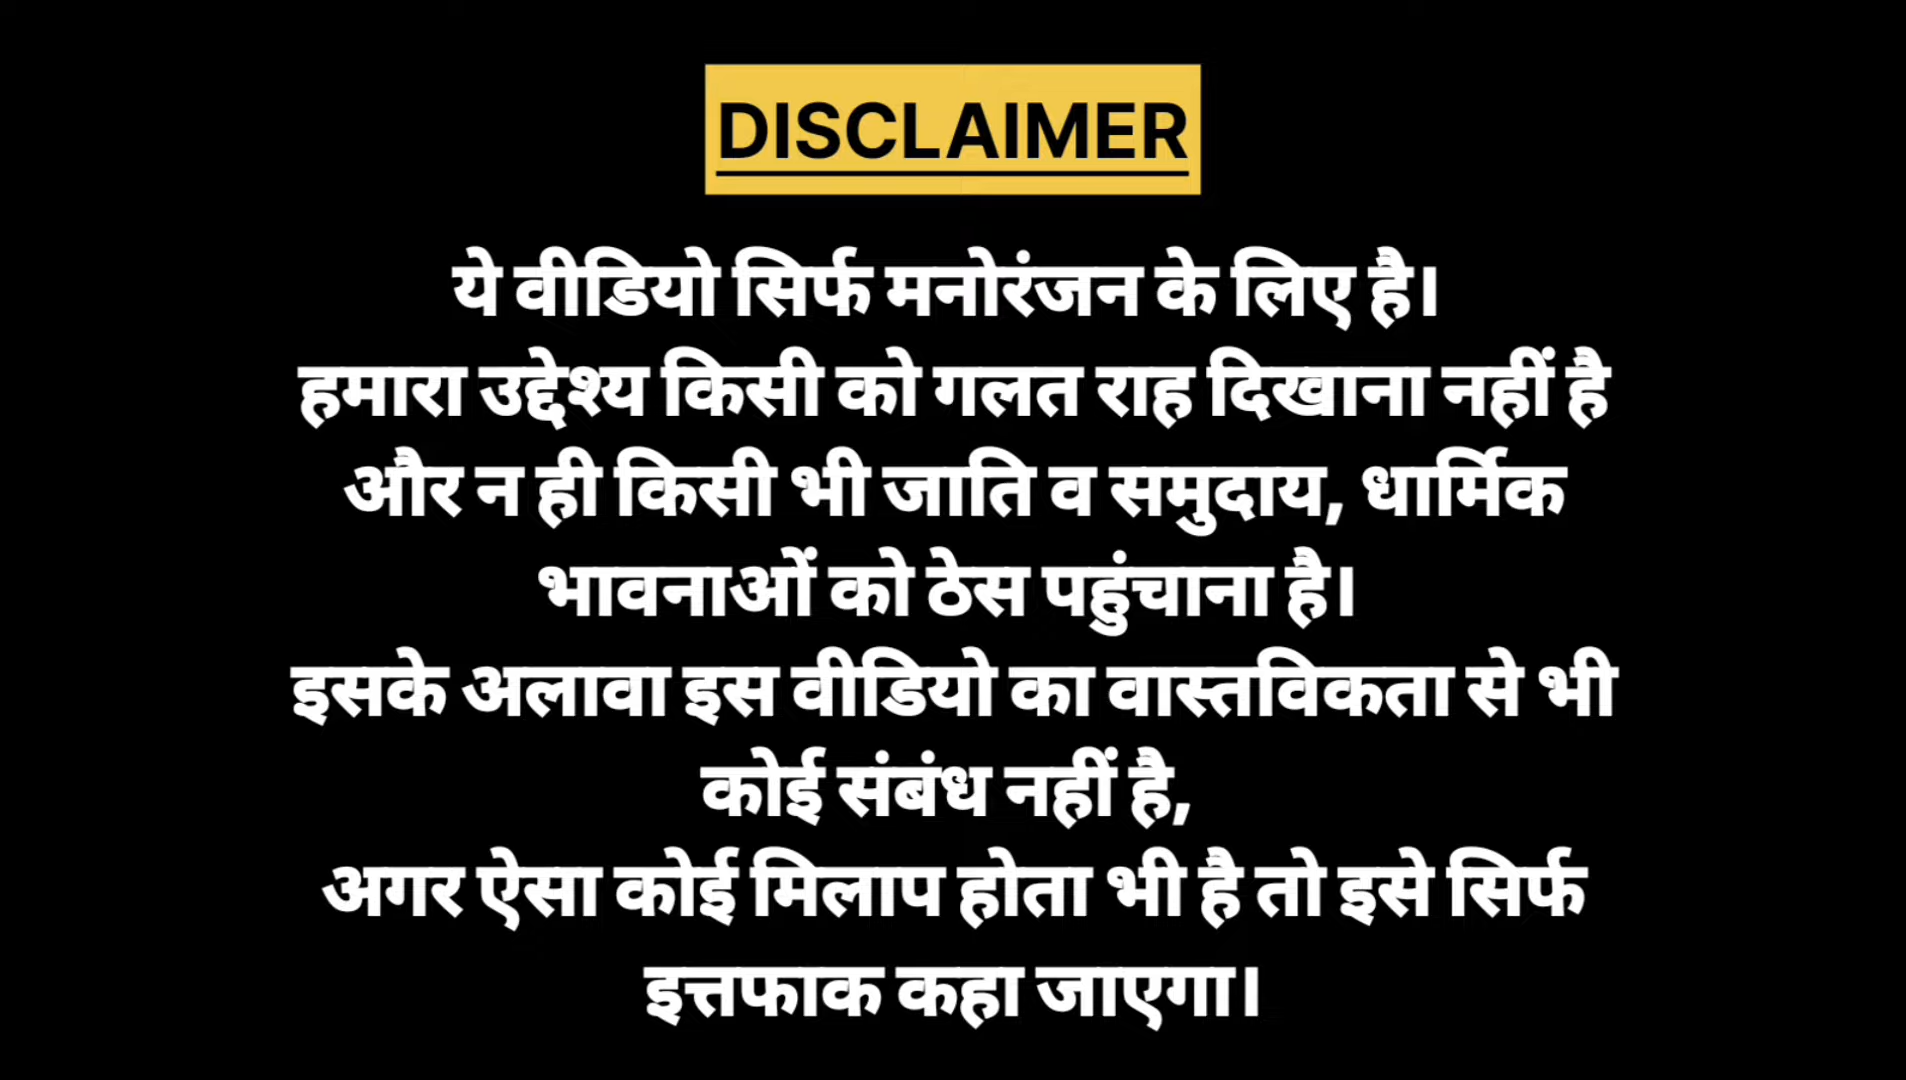 DISCLAIMER
ये वीडियो सिर्फ मनोरंजन के लिए है।
हमारा उद्देश्य किसी को गलत राह दिखाना नहीं है
और न ही किसी भी जाति व समुदाय, धार्मिक
भावनाओं को ठेस पहुंचाना है।
इसके अलावा इस वीडियो का वास्तविकता से भी
कोई संबंध नहीं है,
अगर ऐसा कोई मिलाप होता भी है तो इसे सिर्फ
इत्तफाक कहा जाएगा।